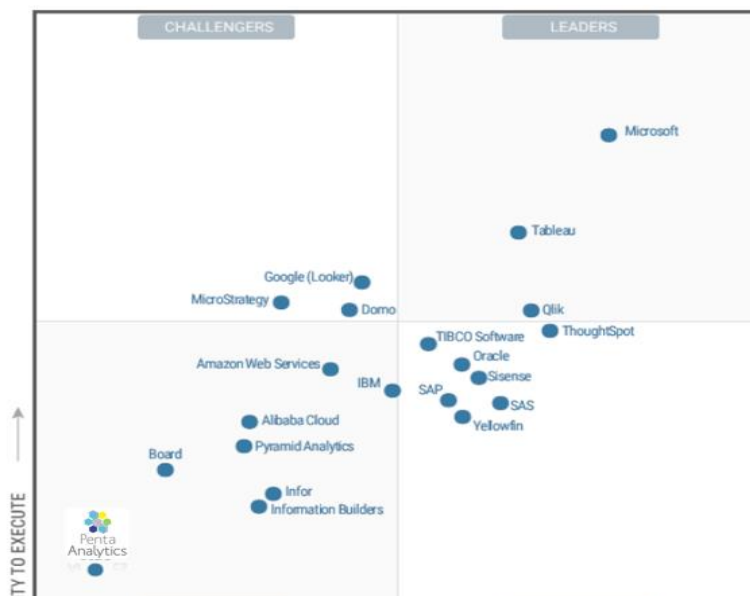 CHALLENGERS
LEADERS
Microsoft
Tableau
Google (Looker)
MicroStrategy
Domo
Qlik
ThoughtSpot
TIBCO Software
Oracle
Amazon Web Services
Sisense
IBM
SAP
SAS
Yellowfin
Alibaba Cloud
Pyramid Analytics
Board
Infor
Information Builders
Penta
Analytics
TY TO EXECUTE